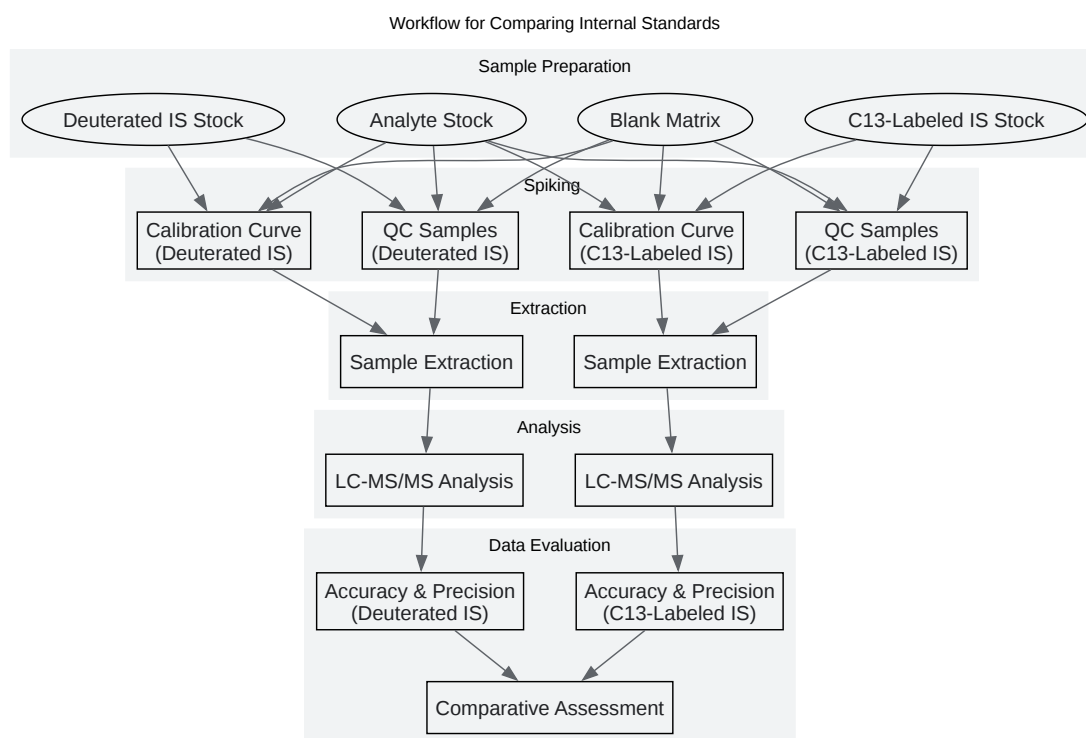 Workflow for Comparing Internal Standards
Sample Preparation
Deuterated IS Stock
Analyte Stock
Blank Matrix
C13-Labeled IS Stock
Spiking
Calibration Curve
(Deuterated IS)
QC Samples
(Deuterated IS)
Calibration Curve
(C13-Labeled IS)
QC Samples
(C13-Labeled IS)
Extraction
Sample Extraction
Sample Extraction
Analysis
LC-MS/MS Analysis
LC-MS/MS Analysis
Data Evaluation
Accuracy & Precision
(Deuterated IS)
Accuracy & Precision
(C13-Labeled IS)
Comparative Assessment